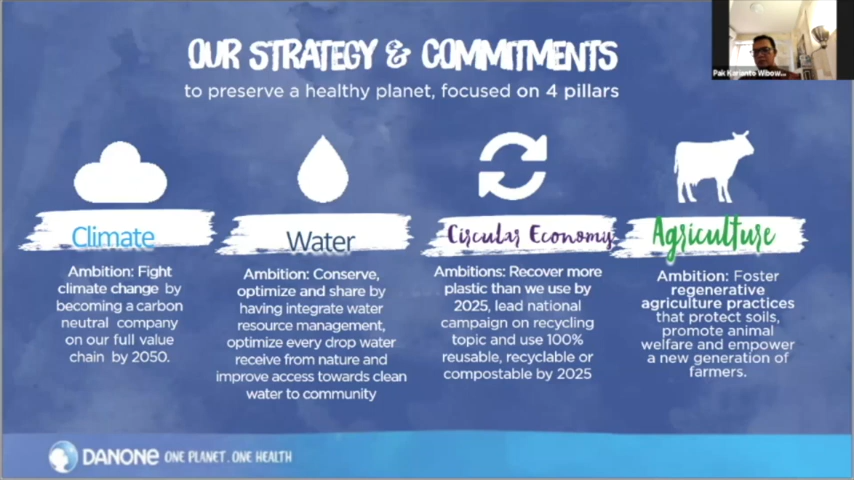 OUR STRATEGY & COMMITMENTS
to preserve a healthy planet, focused on 4 pillars
Climate
Ambition: Fight
climate change by
becoming a carbon
neutral company
on our full value
chain by 2050.
Water
Ambition: Conserve,
optimize and share by
having integrate water
resource management,
optimize every drop water
receive from nature and
improve access towards clean
water to community
Circular Economy
Ambitions: Recover more
plastic than we use by
2025, lead national
campaign on recycling
topic and use 100%
reusable, recyclable or
compostable by 2025
Agriculture
Ambition: Foster
regenerative
agriculture practices
that protect soils,
promote animal
welfare and empower
a new generation of
farmers.
DANONE ONE PLANET. ONE HEALTH
Pak Karyanto Wibow...